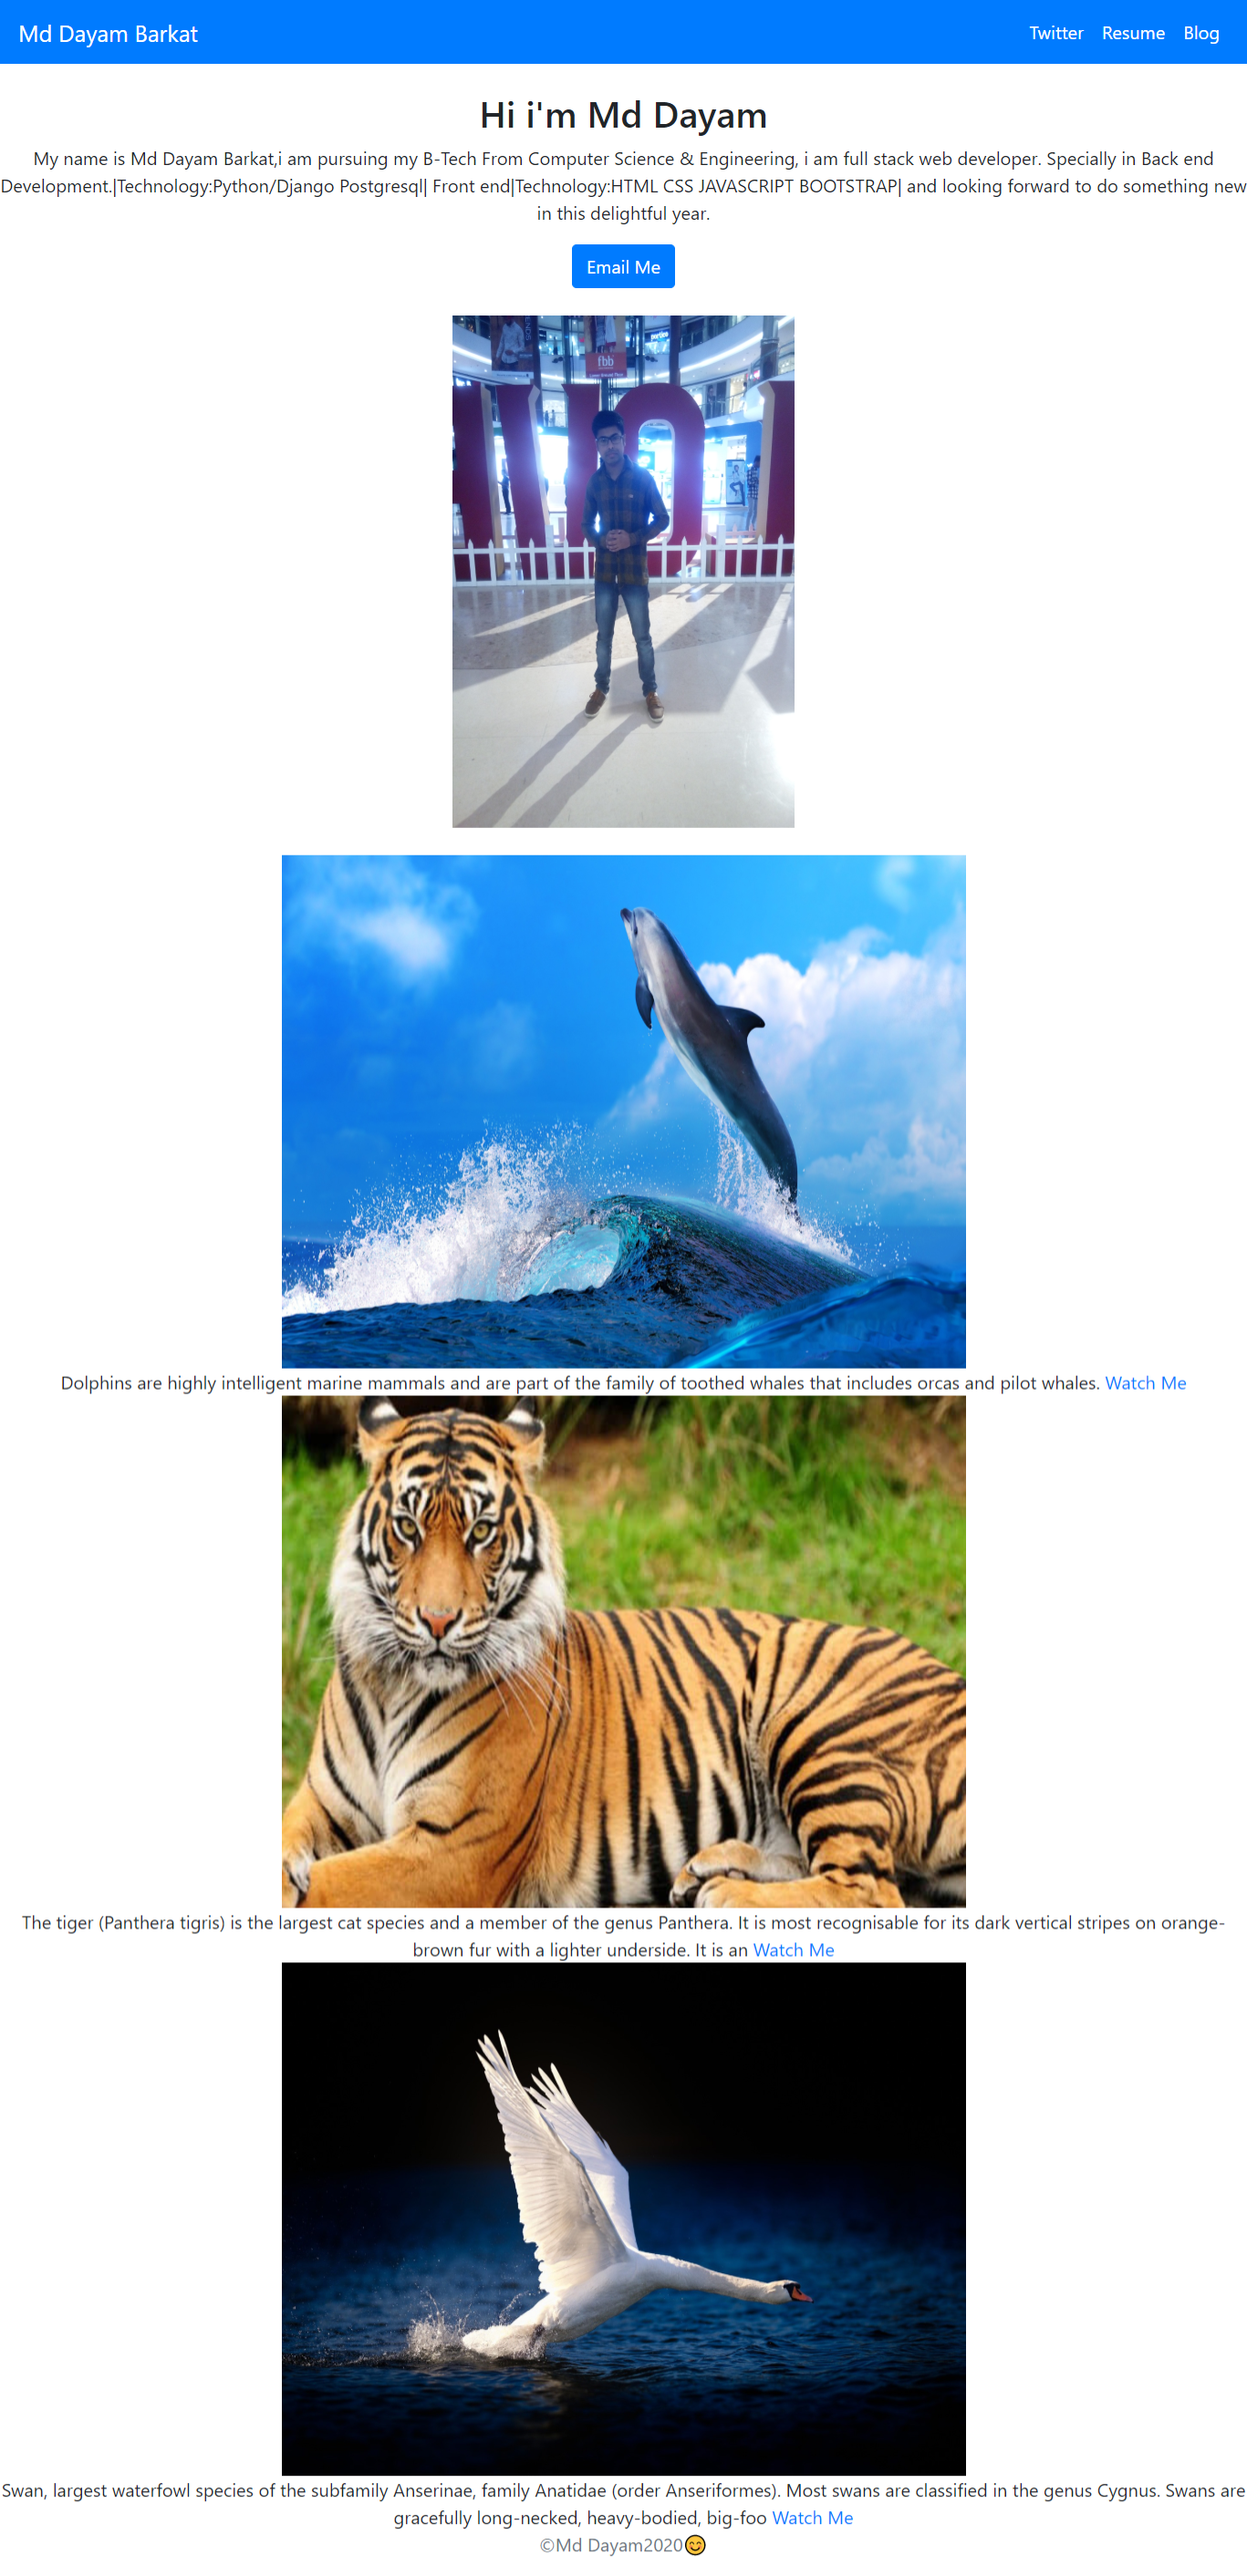 Md Dayam Barkat
Twitter Resume Blog
Hi i'm Md Dayam
My name is Md Dayam Barkat,i am pursuing my B-Tech From Computer Science & Engineering, i am full stack web developer. Specially in Back end
Development.|Technology:Python/Django Postgresql| Front end|Technology:HTML CSS JAVASCRIPT BOOTSTRAP| and looking forward to do something new
in this delightful year.
Email Me
fbb
Dolphins are highly intelligent marine mammals and are part of the family of toothed whales that includes orcas and pilot whales. Watch Me
The tiger (Panthera tigris) is the largest cat species and a member of the genus Panthera. It is most recognisable for its dark vertical stripes on orange-
brown fur with a lighter underside. It is an Watch Me
Swan, largest waterfowl species of the subfamily Anserinae, family Anatidae (order Anseriformes). Most swans are classified in the genus Cygnus. Swans are
gracefully long-necked, heavy-bodied, big-foo Watch Me
©Md Dayam2020😊